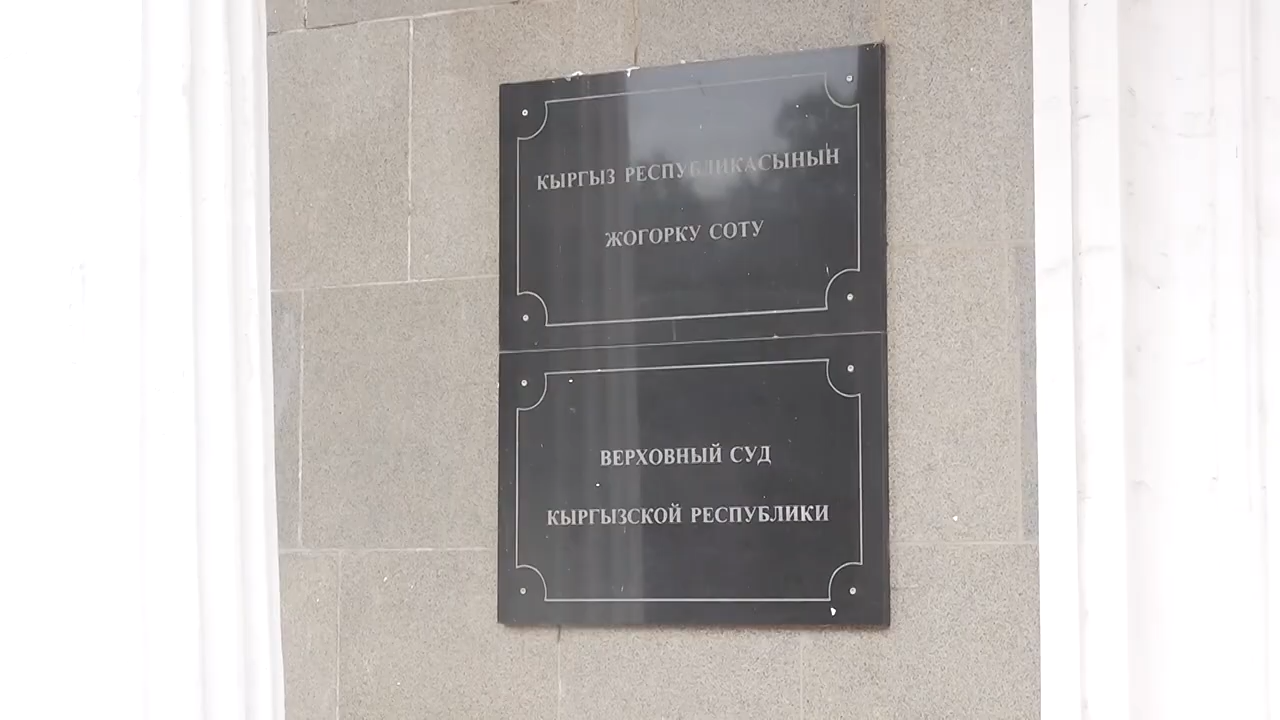 КЫРГЫЗ РЕСПУБЛИКАСЫНЫН
ЖОГОРКУ СОТУ
ВЕРХОВНЫЙ СУД
КЫРГЫЗСКОЙ РЕСПУБЛИКИ